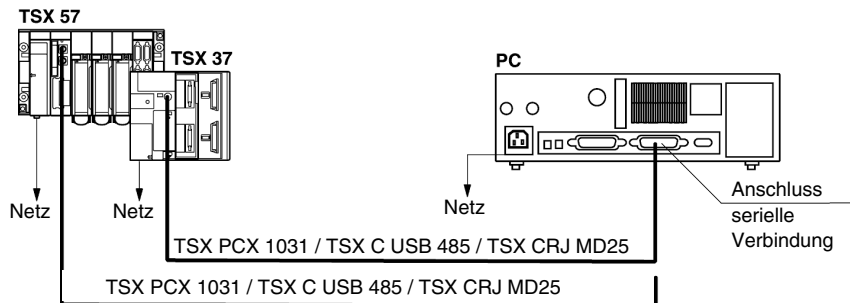 TSX 57
TSX 37
PC
Netz
Netz
Netz
Anschluss
serielle
Verbindung
TSX PCX 1031 / TSX C USB 485 / TSX CRJ MD25
TSX PCX 1031 / TSX C USB 485 / TSX CRJ MD25